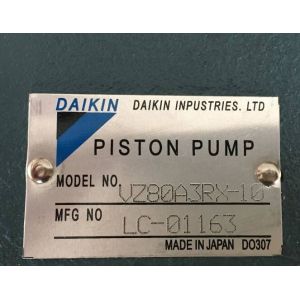 DAIKIN DAIKIN INPUSTRIES. LTD
PISTON PUMP
MODEL NO. VZ80A3RX-10
MFG NO LC-01163
MADE IN JAPAN DO307